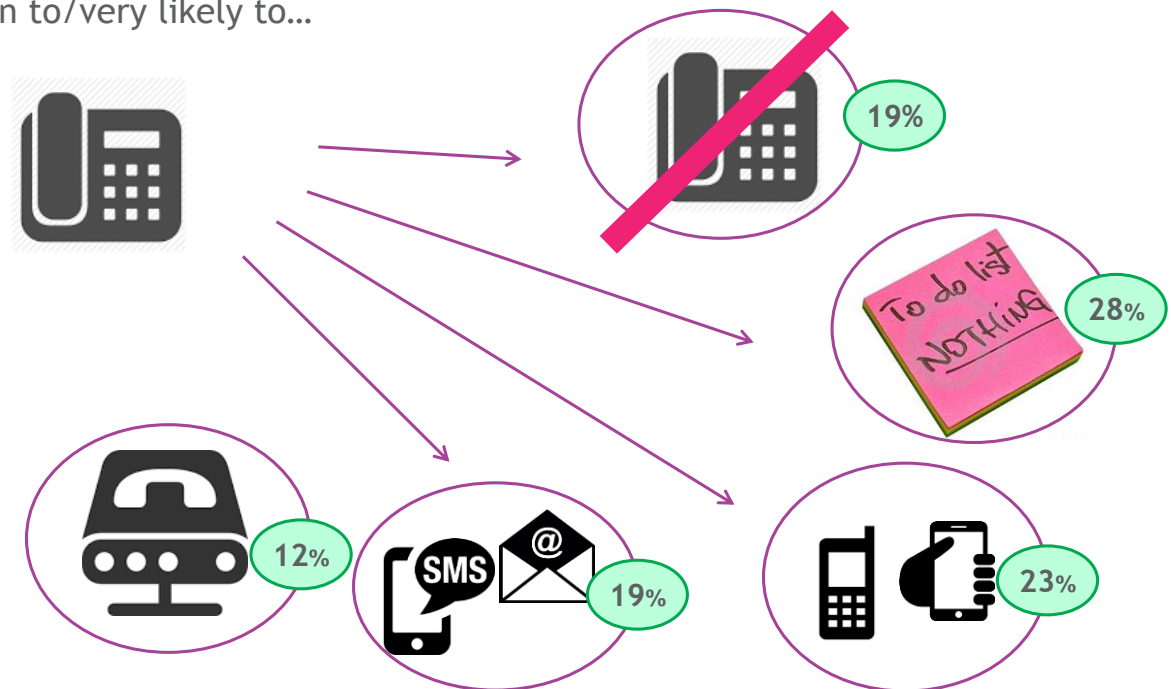 n to/very likely to…
19%
To do list
NOTHING
28%
12%
SMS
@
19%
23%